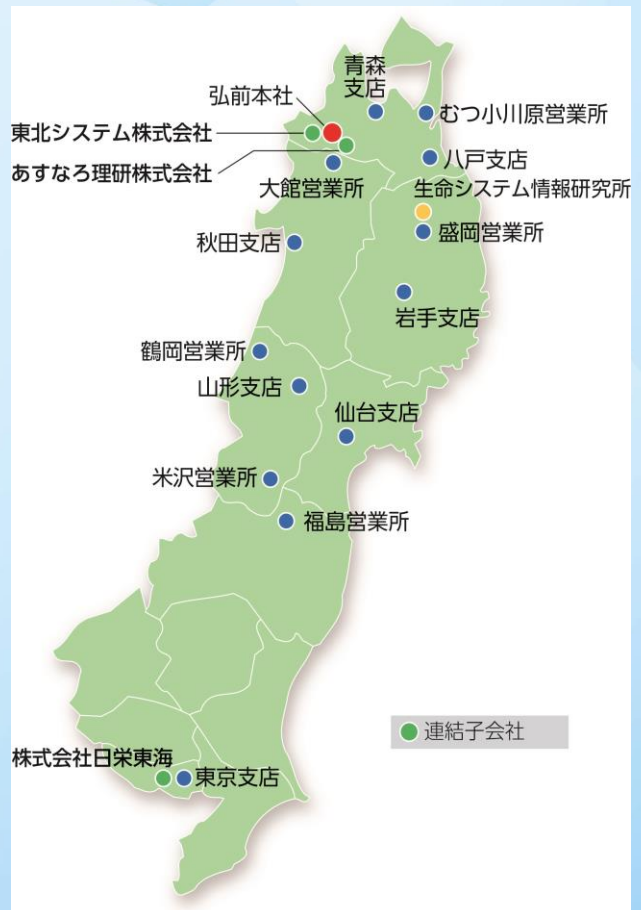 青森
支店
弘前本社
むつ小川原営業所
東北システム株式会社
八戸支店
あすなろ理研株式会社
大館営業所
生命システム情報研究所
盛岡営業所
秋田支店
岩手支店
鶴岡営業所
山形支店
仙台支店
米沢営業所
福島営業所
連結子会社
株式会社日栄東海
東京支店